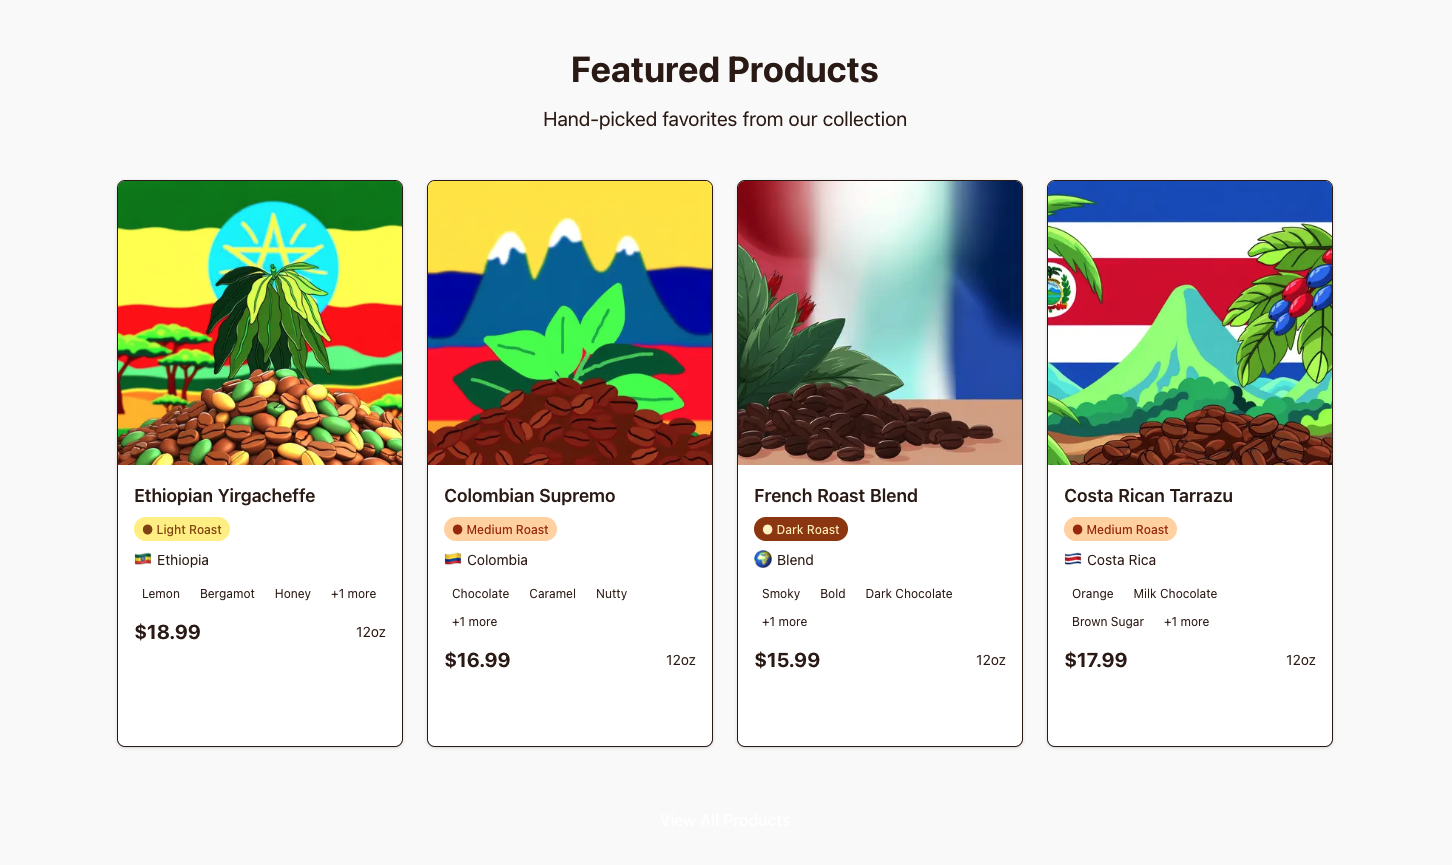 Featured Products
Hand-picked favorites from our collection
Ethiopian Yirgacheffe
Light Roast
Ethiopia
Lemon Bergamot Honey +1 more
$18.99 12oz
Colombian Supremo
Medium Roast
Colombia
Chocolate Caramel Nutty
+1 more
$16.99 12oz
French Roast Blend
Dark Roast
Blend
Smoky Bold Dark Chocolate
+1 more
$15.99 12oz
Costa Rican Tarrazu
Medium Roast
Costa Rica
Orange Milk Chocolate
Brown Sugar +1 more
$17.99 12oz
View All Products